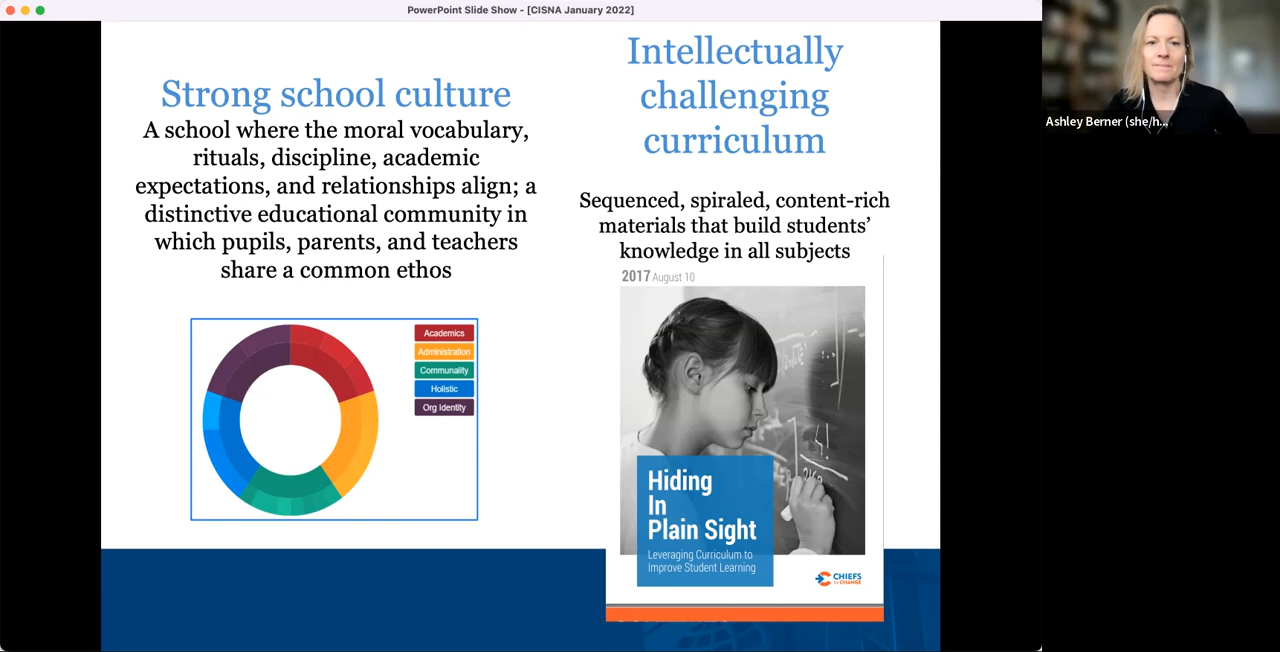 PowerPoint Slide Show - [CISNA January 2022]
Strong school culture
A school where the moral vocabulary,
rituals, discipline, academic
expectations, and relationships align; a
distinctive educational community in
which pupils, parents, and teachers
share a common ethos
Academics
Administration
Communality
Holistic
Org Identity
Intellectually
challenging
curriculum
Sequenced, spiraled, content-rich
materials that build students’
knowledge in all subjects
2017 August 10
Hiding
In
Plain Sight
Leveraging Curriculum to
Improve Student Learning
CHIEFS
for CHANGE
Ashley Berner (she/h...